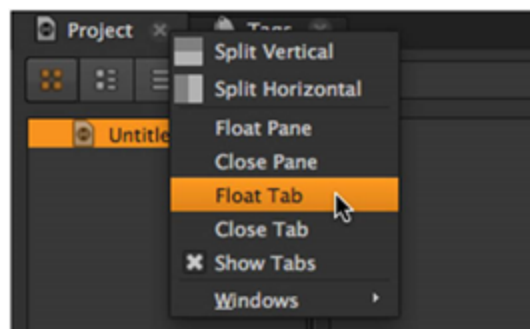 Project Tags
Split Vertical
Split Horizontal
Untitle
Float Pane
Close Pane
Float Tab
Close Tab
Show Tabs
Windows